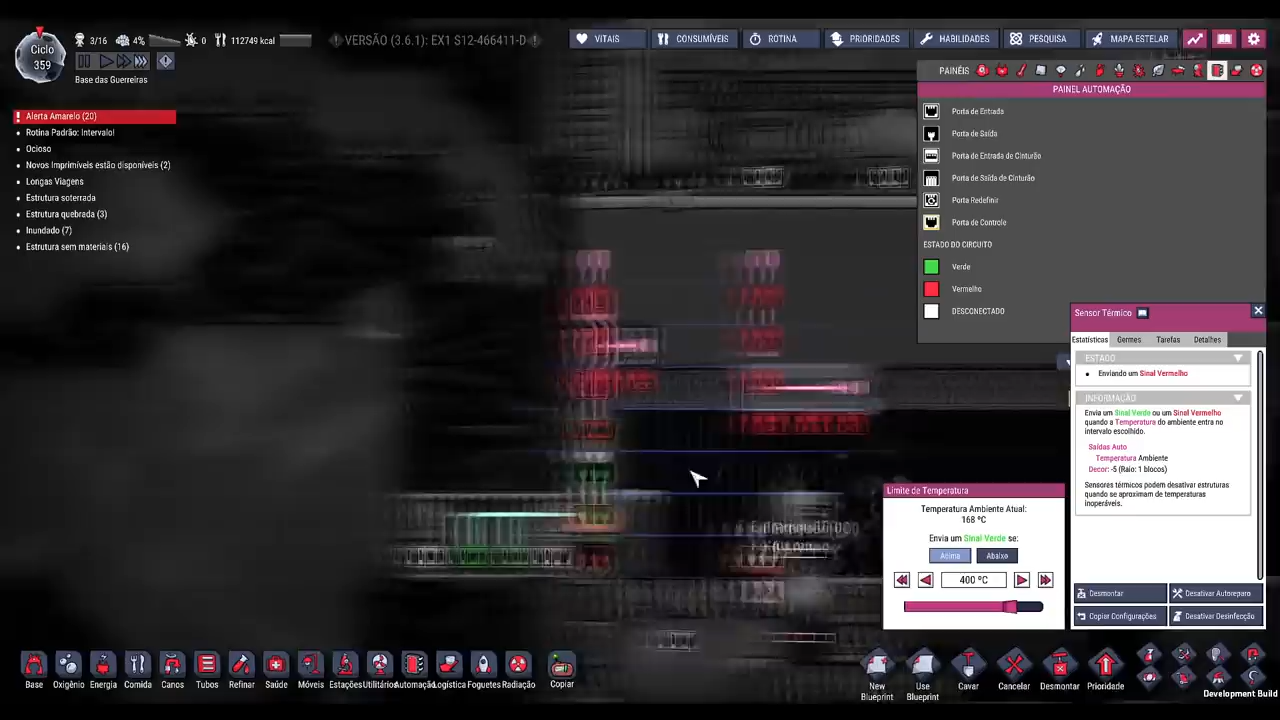 Ciclo
359
3/16
4%
0
112749 kcal
VERSÃO (3.6.1): EX1 S12-466411-D
Base das Guerreiras
VITAIS
CONSUMÍVEIS
ROTINA
PRIORIDADES
HABILIDADES
PESQUISA
MAPA ESTELAR
PAINÉIS
PAINEL AUTOMAÇÃO
Porta de Entrada
Porta de Saída
Porta de Entrada de Cinturão
Porta de Saída de Cinturão
Porta Redefinir
Porta de Controle
ESTADO DO CIRCUITO
Verde
Vermelho
DESCONECTADO
Alerta Amarelo (20)
Rotina Padrão: Intervalo!
Ocioso
Novos Imprimíveis estão disponíveis (2)
Longas Viagens
Estrutura soterrada
Estrutura quebrada (3)
Inundado (7)
Estrutura sem materiais (16)
Sensor Térmico
Estatísticas
Germes
Tarefas
Detalhes
ESTADO
Enviando um Sinal Vermelho
INFORMAÇÃO
Envia um Sinal Verde ou um Sinal Vermelho
quando a Temperatura do ambiente entra no
intervalo escolhido.
Saídas Auto
Temperatura Ambiente
Decor: -5 (Raio: 1 blocos)
Sensores térmicos podem desativar estruturas
quando se aproximam de temperaturas
inoperáveis.
Desmontar
Desativar Autoreparo
Copiar Configurações
Desativar Desinfecção
Limite de Temperatura
Temperatura Ambiente Atual:
168 ºC
Envia um Sinal Verde se:
Acima
Abaixo
400 ºC
Base
Oxigênio
Energia
Comida
Canos
Tubos
Refinar
Saúde
Móveis
Estações
Utilitários
Automação
Logística
Foguetes
Radiação
Copiar
New
Blueprint
Use
Blueprint
Cavar
Cancelar
Desmontar
Prioridade
Development Build